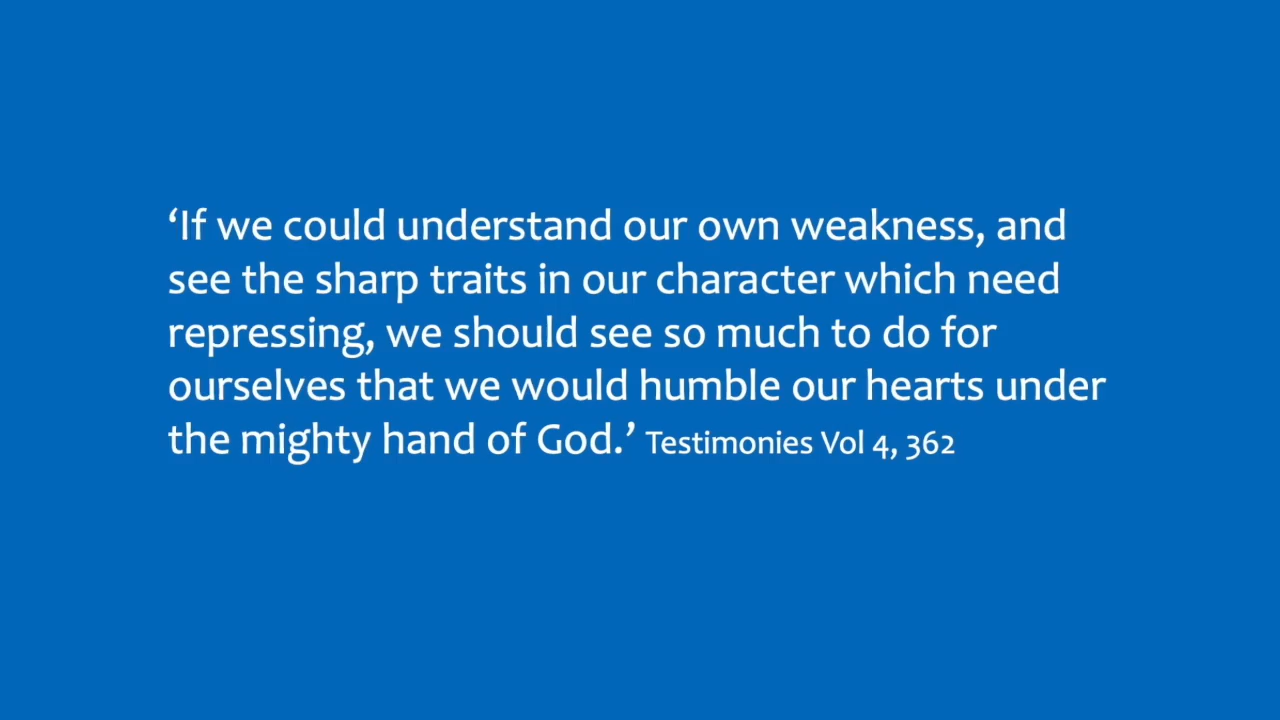 ‘If we could understand our own weakness, and
see the sharp traits in our character which need
repressing, we should see so much to do for
ourselves that we would humble our hearts under
the mighty hand of God.’ Testimonies Vol 4, 362